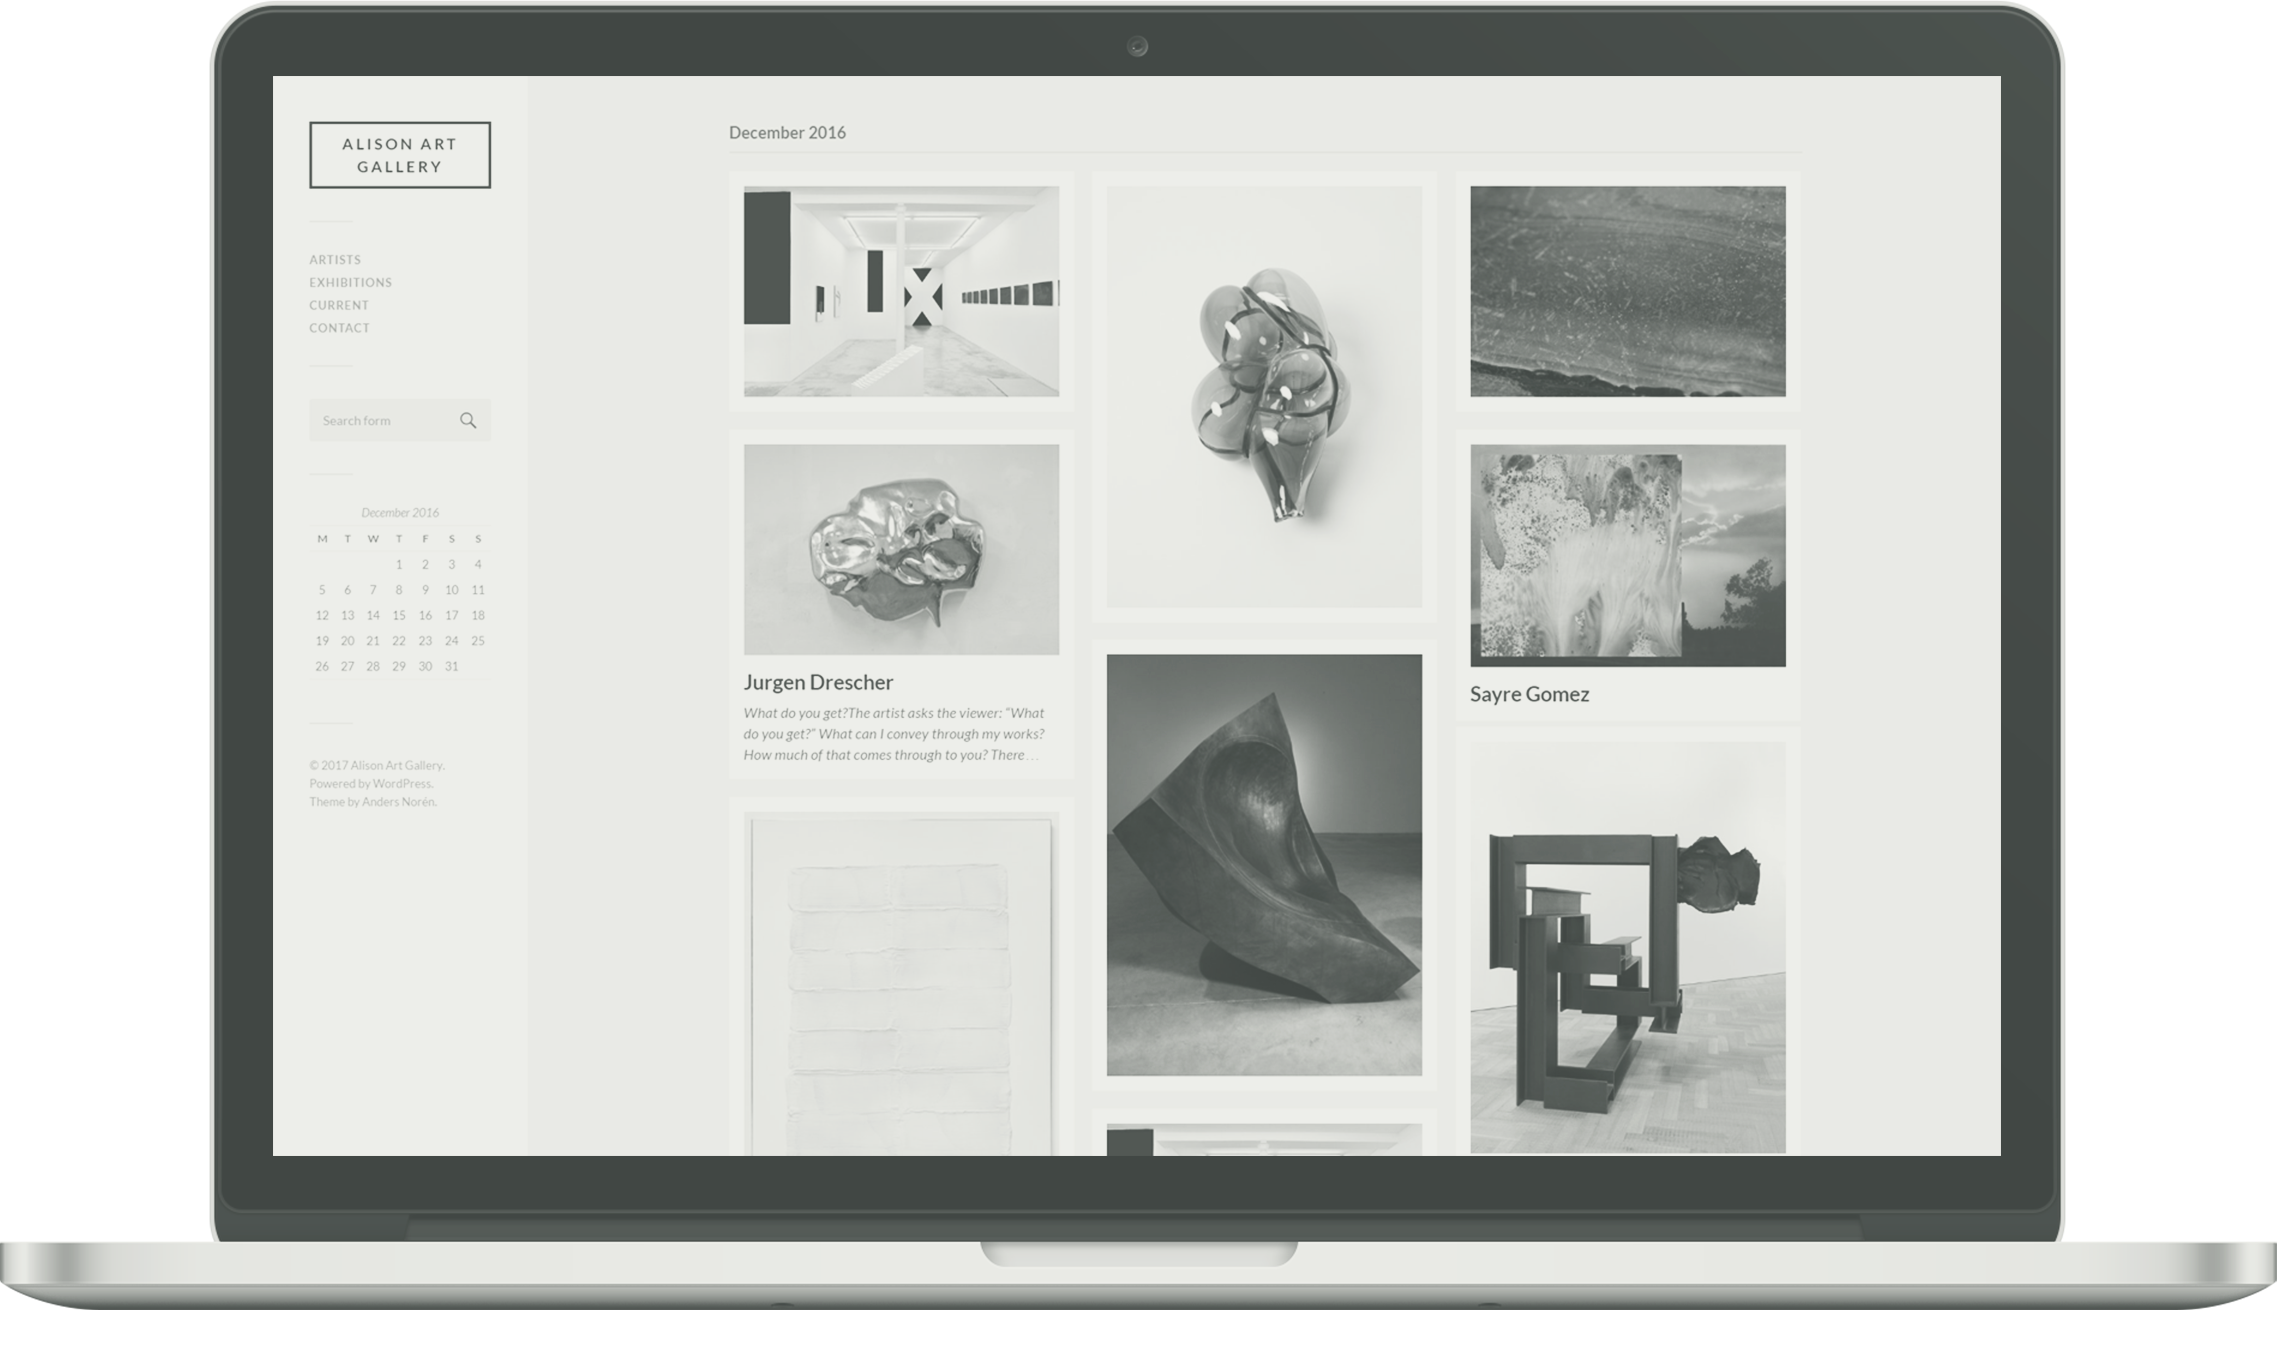 ALISON ART
GALLERY
ARTISTS
EXHIBITIONS
CURRENT
CONTACT
Search form
December 2016
M T W T F S S
1 2 3 4
5 6 7 8 9 10 11
12 13 14 15 16 17 18
19 20 21 22 23 24 25
26 27 28 29 30 31
© 2017 Alison Art Gallery.
Powered by WordPress.
Theme by Anders Norén.
December 2016
Jurgen Drescher
What do you get?The artist asks the viewer: “What
do you get?” What can I convey through my works?
How much of that comes through to you? There…
Sayre Gomez